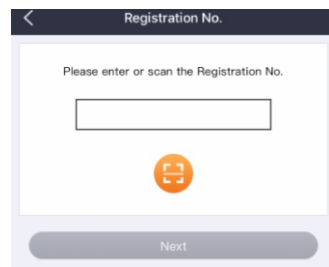 Registration No.
Please enter or scan the Registration No.
Next